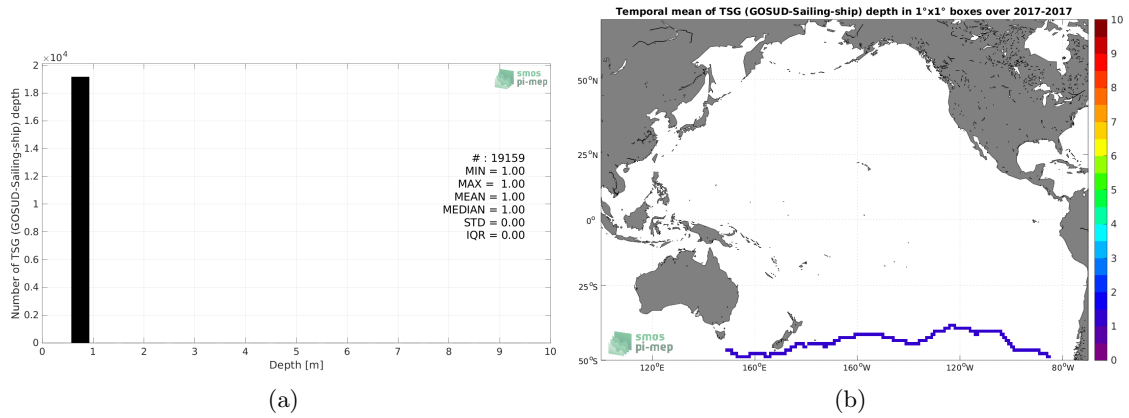 ×10⁴
2
1.8
1.6
1.4
1.2
1
0.8
0.6
0.4
0.2
0
Number of TSG (GOSUD-Sailing-ship) depth
0 1 2 3 4 5 6 7 8 9 10
Depth [m]
smos
pi-mep
# : 19159
MIN = 1.00
MAX = 1.00
MEAN = 1.00
MEDIAN = 1.00
STD = 0.00
IQR = 0.00
(a)
Temporal mean of TSG (GOSUD-Sailing-ship) depth in 1°x1° boxes over 2017-2017
50°N
25°N
0°
25°S
50°S
120°E 160°E 160°W 120°W 80°W
smos
pi-mep
10
9
8
7
6
5
4
3
2
1
0
(b)